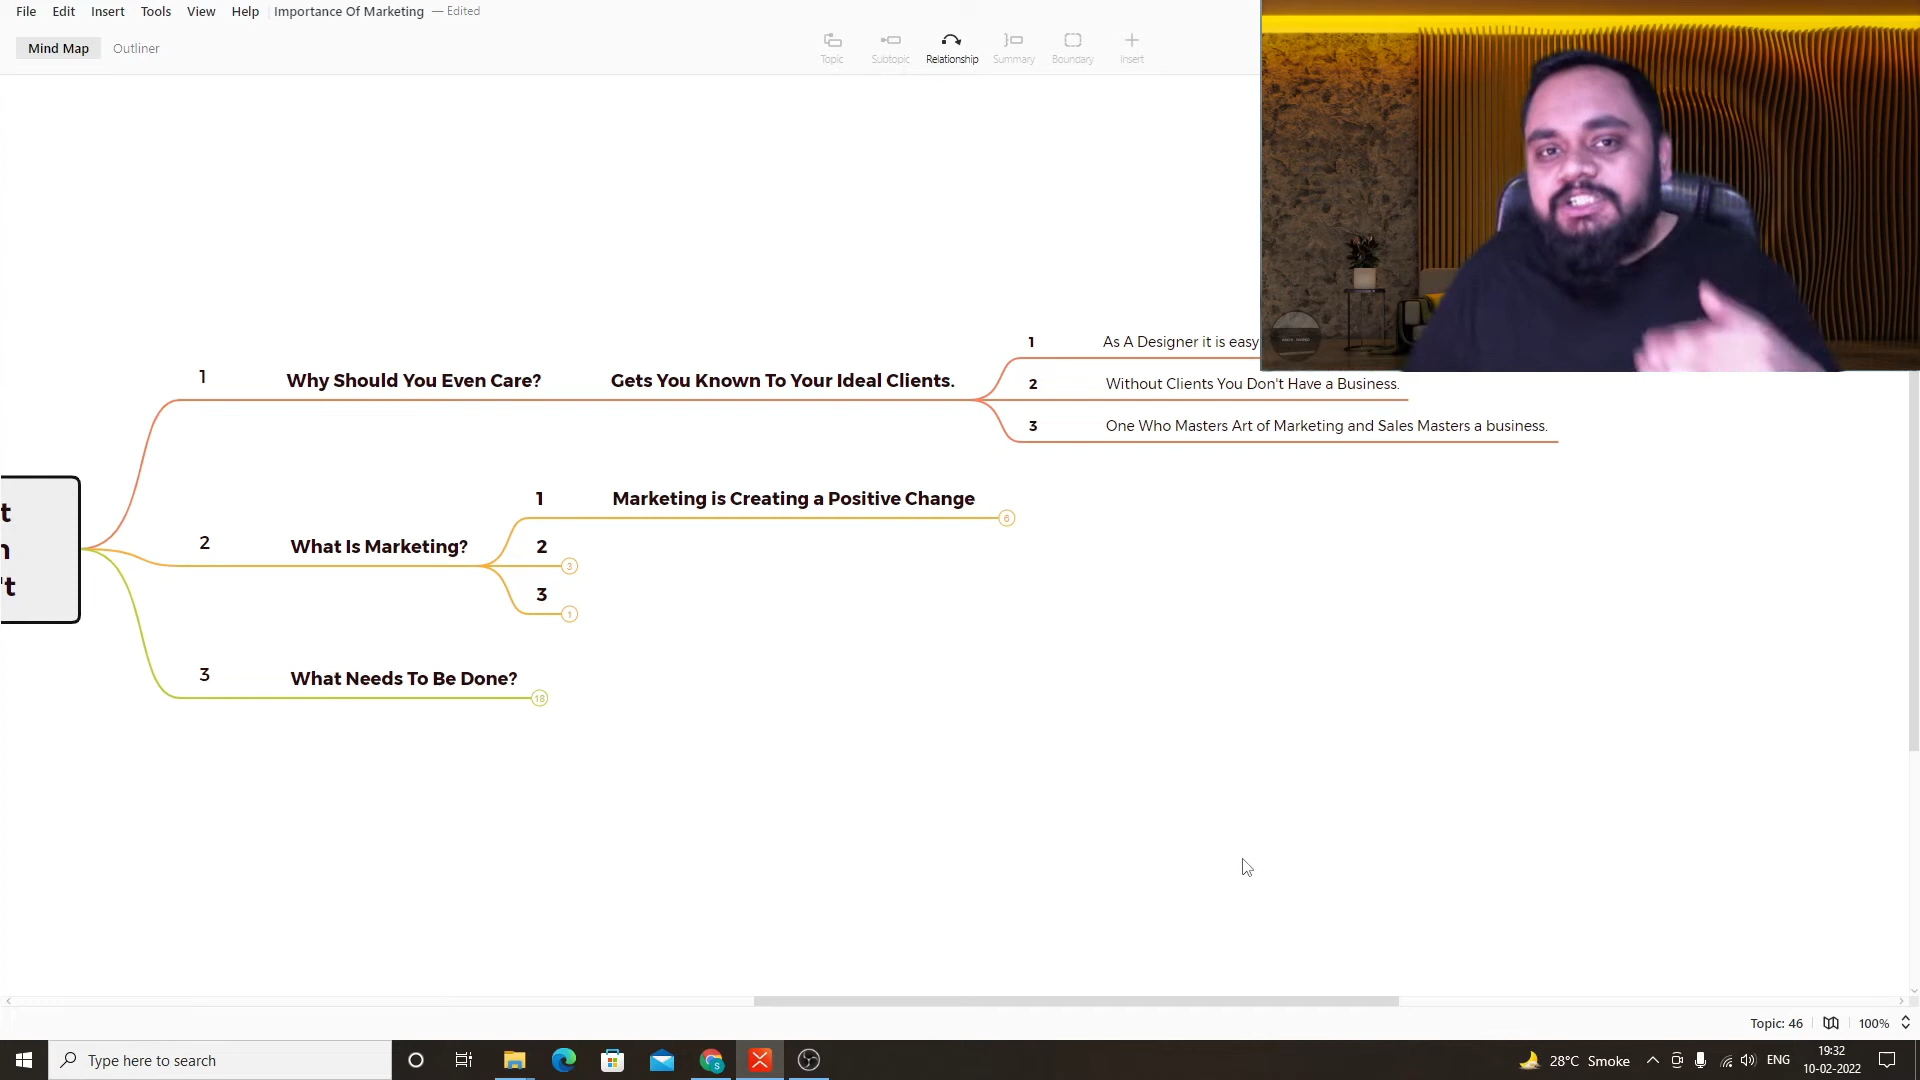 File Edit Insert Tools View Help Importance Of Marketing — Edited
Mind Map Outliner
Topic Subtopic Relationship Summary Boundary Insert
1 Why Should You Even Care? Gets You Known To Your Ideal Clients.
1 As A Designer it is easy
2 Without Clients You Don't Have a Business.
3 One Who Masters Art of Marketing and Sales Masters a business.
t
't
2 What Is Marketing?
1 Marketing is Creating a Positive Change 6
2 3
3 1
3 What Needs To Be Done? 18
Topic: 46 100%
Type here to search
28°C Smoke ENG 19:32
10-02-2022